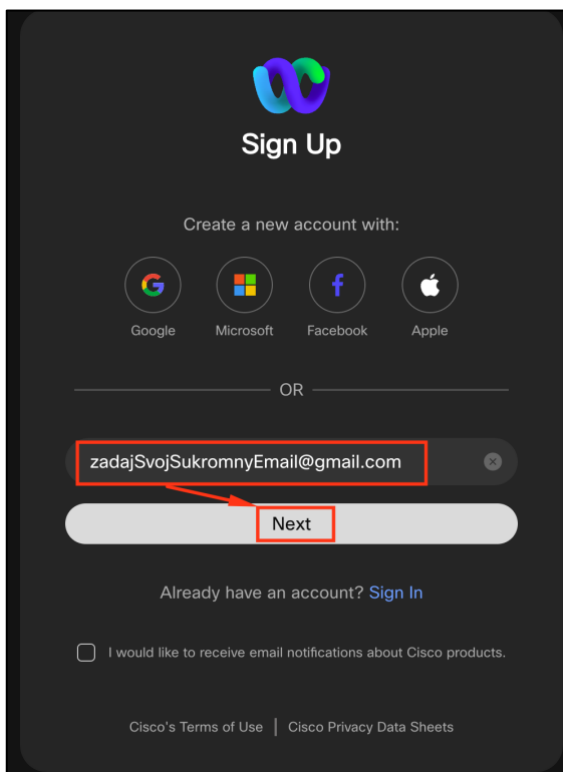 Sign Up
Create a new account with:
Google Microsoft Facebook Apple
OR
zadajSvojSukromnyEmail@gmail.com
Next
Already have an account? Sign In
I would like to receive email notifications about Cisco products.
Cisco's Terms of Use | Cisco Privacy Data Sheets